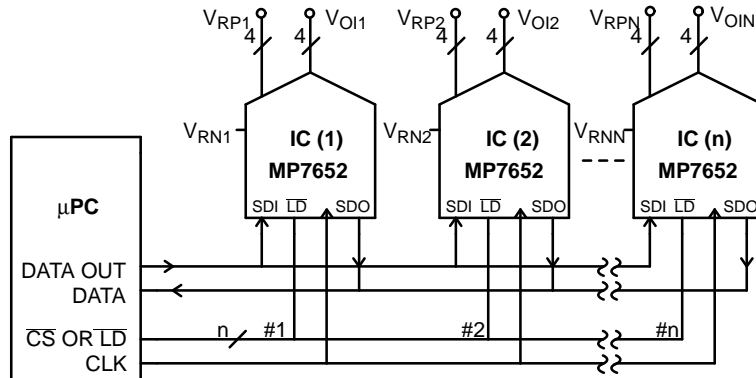 VRP1 VOI1 VRP2 VOI2 VRPN VOIN
4 4 4 4 4 4
VRN1 IC (1) VRN2 IC (2) VRNN IC (n)
MP7652 MP7652 MP7652
SDI LD SDO SDI LD SDO SDI LD SDO
µPC
DATA OUT
DATA
CS OR LD n #1 #2 #n
CLK